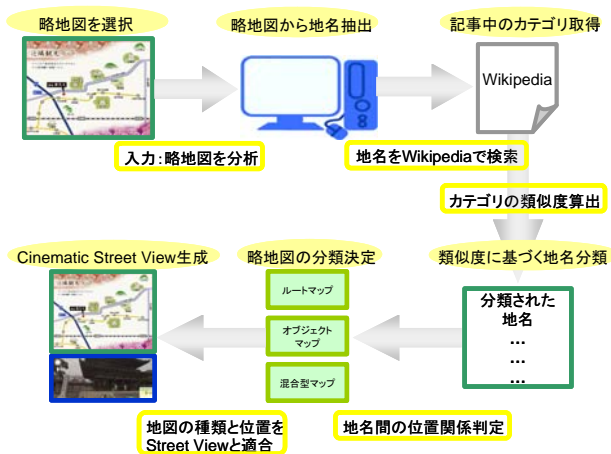 略地図を選択
略地図から地名抽出
記事中のカテゴリ取得
Wikipedia
入力：略地図を分析
地名をWikipediaで検索
カテゴリの類似度算出
Cinematic Street View生成
略地図の分類決定
類似度に基づく地名分類
ルートマップ
オブジェクト
マップ
混合型マップ
分類された
地名
…
…
…
地図の種類と位置を
Street Viewと適合
地名間の位置関係判定